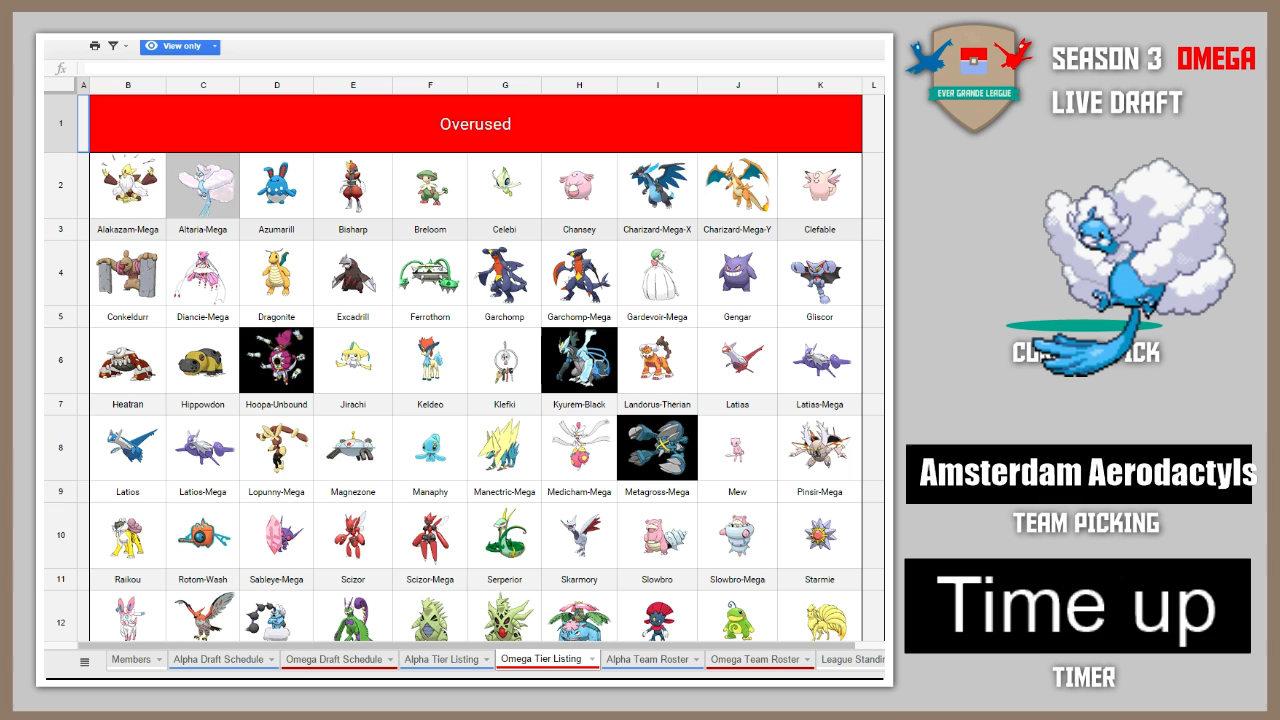 View only
fx
A B C D E F G H I J K L
1 Overused
2
3 Alakazam-Mega Altaria-Mega Azumarill Bisharp Breloom Celebi Chansey Charizard-Mega-X Charizard-Mega-Y Clefable
4
5 Conkeldurr Diancie-Mega Dragonite Excadrill Ferrothorn Garchomp Garchomp-Mega Gardevoir-Mega Gengar Gliscor
6
7 Heatran Hippowdon Hoopa-Unbound Jirachi Keldeo Klefki Kyurem-Black Landorus-Therian Latias Latias-Mega
8
9 Latios Latios-Mega Lopunny-Mega Magnezone Manaphy Manectric-Mega Medicham-Mega Metagross-Mega Mew Pinsir-Mega
10
11 Raikou Rotom-Wash Sableye-Mega Scizor Scizor-Mega Serperior Skarmory Slowbro Slowbro-Mega Starmie
12
Members Alpha Draft Schedule Omega Draft Schedule Alpha Tier Listing Omega Tier Listing Alpha Team Roster Omega Team Roster League Standi
EVER GRANDE LEAGUE
SEASON 3 OMEGA
LIVE DRAFT
Amsterdam Aerodactyls
TEAM PICKING
Time up
TIMER